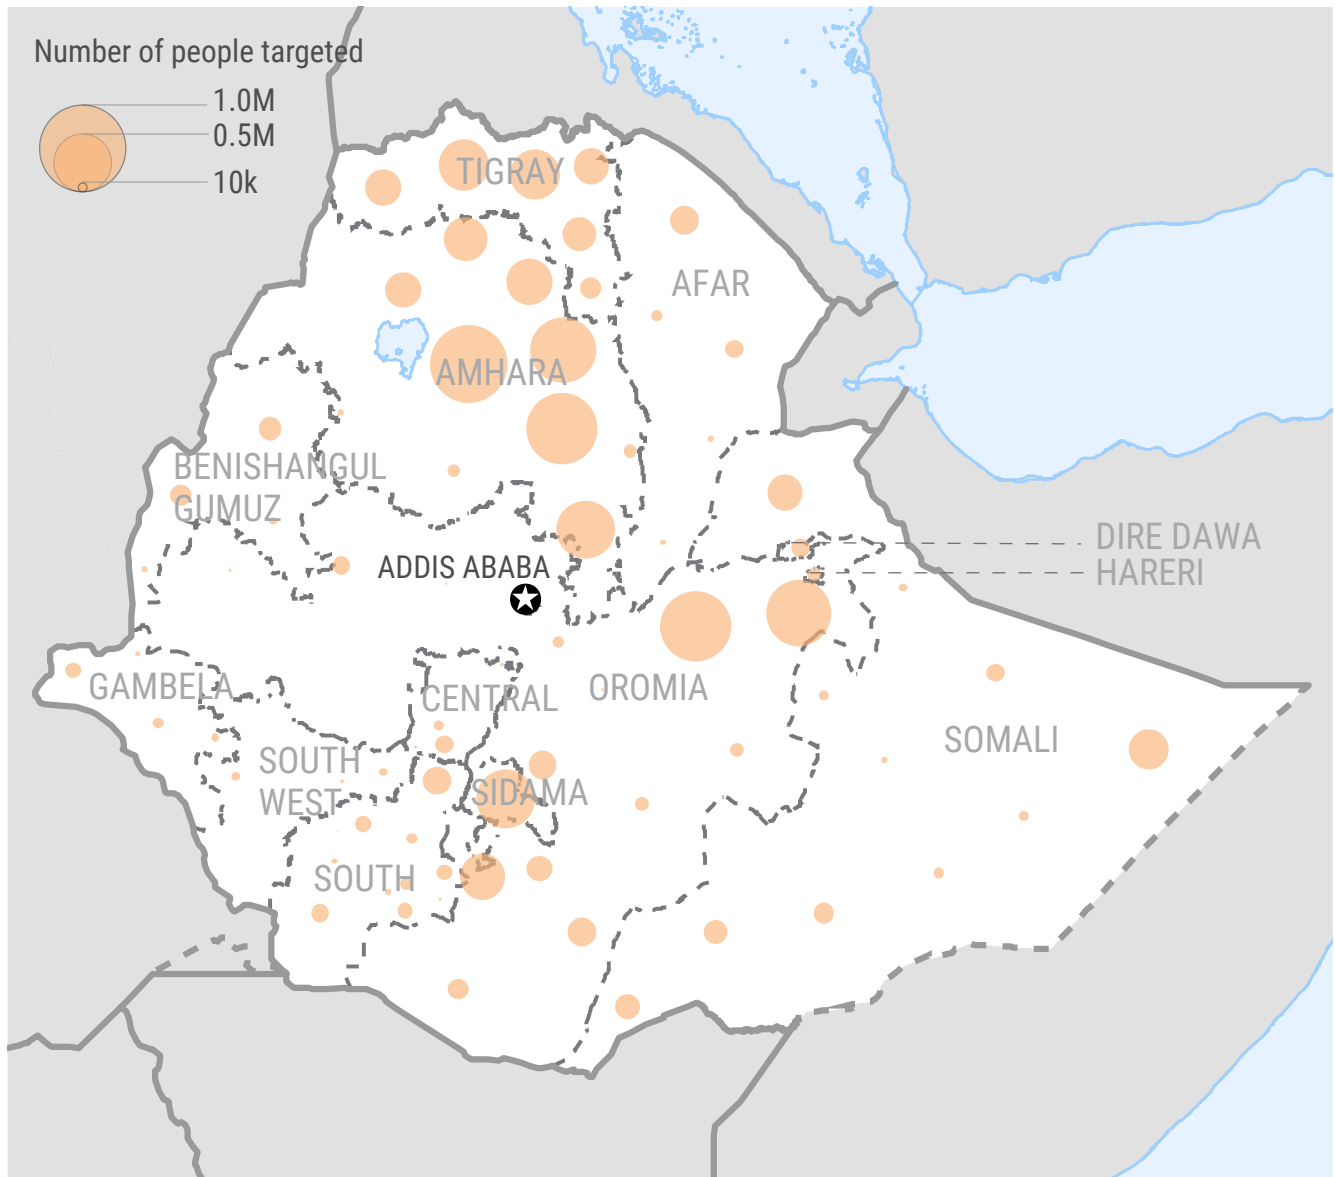 Number of people targeted
1.0M
0.5M
10k
TIGRAY
AFAR
AMHARA
BENISHANGUL
GUMUZ
ADDIS ABABA
DIRE DAWA
HARERI
GAMBELA
CENTRAL
OROMIA
SOMALI
SOUTH
WEST
SIDAMA
SOUTH